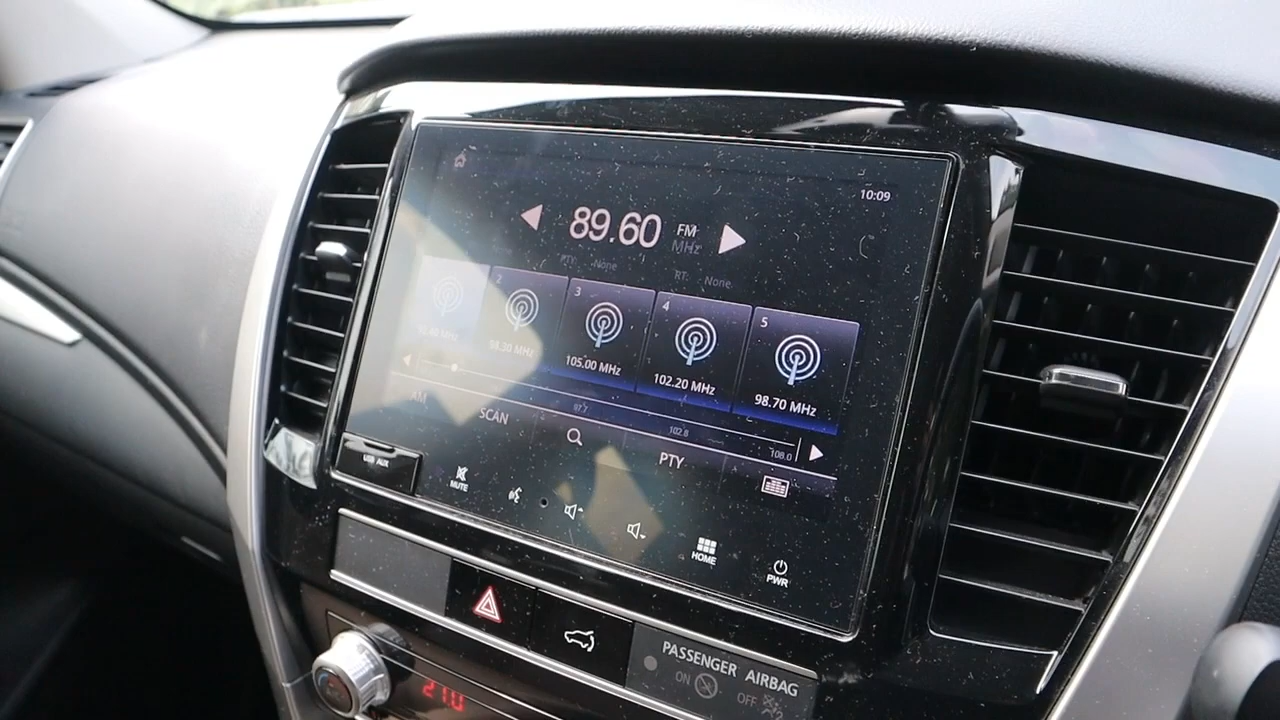 10:09
89.60 FM MHz
PTY: None RT: None
2 3 4 5
98.30 MHz 105.00 MHz 102.20 MHz 98.70 MHz
97.7 102.8 108.0
AM SCAN PTY
USB AUX
MUTE HOME PWR
PASSENGER AIRBAG
ON OFF
21.0